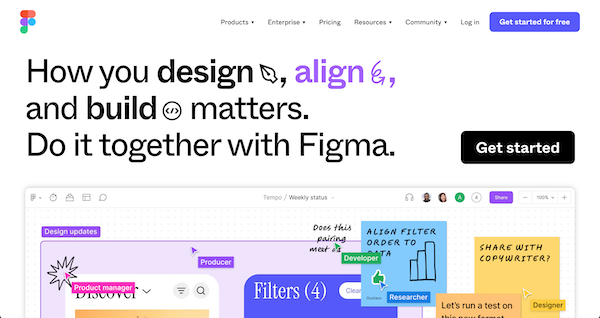 Products Enterprise Pricing Resources Community Log in Get started for free
How you design, align,
and build matters.
Do it together with Figma.
Get started
Tempo / Weekly status
A
4
Share
100%
Design updates
Does this
pairing
meet
ALIGN FILTER
ORDER TO
DATA
SHARE WITH
COPYWRITER?
Producer
Developer
Product manager
Discover
Filters (4)
Clear
Researcher
Designer
Let's run a test on
this new format